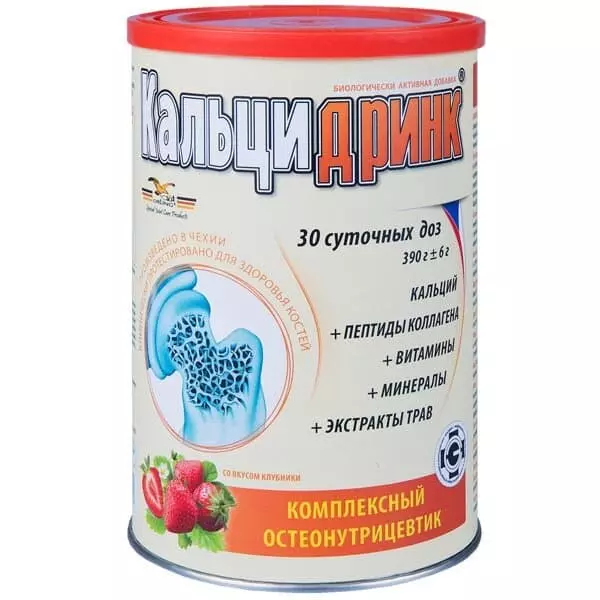 БИОЛОГИЧЕСКИ АКТИВНАЯ ДОБАВКА
Кальцидринк®
30 суточных доз
390 г ± 6 г
ПРОИЗВЕДЕНО В ЧЕХИИ
ПРОТЕСТИРОВАНО ДЛЯ ЗДОРОВЬЯ КОСТЕЙ
КАЛЬЦИЙ
+ ПЕПТИДЫ КОЛЛАГЕНА
+ ВИТАМИНЫ
+ МИНЕРАЛЫ
+ ЭКСТРАКТЫ ТРАВ
СО ВКУСОМ КЛУБНИКИ
КОМПЛЕКСНЫЙ
ОСТЕОНУТРИЦЕВТИК